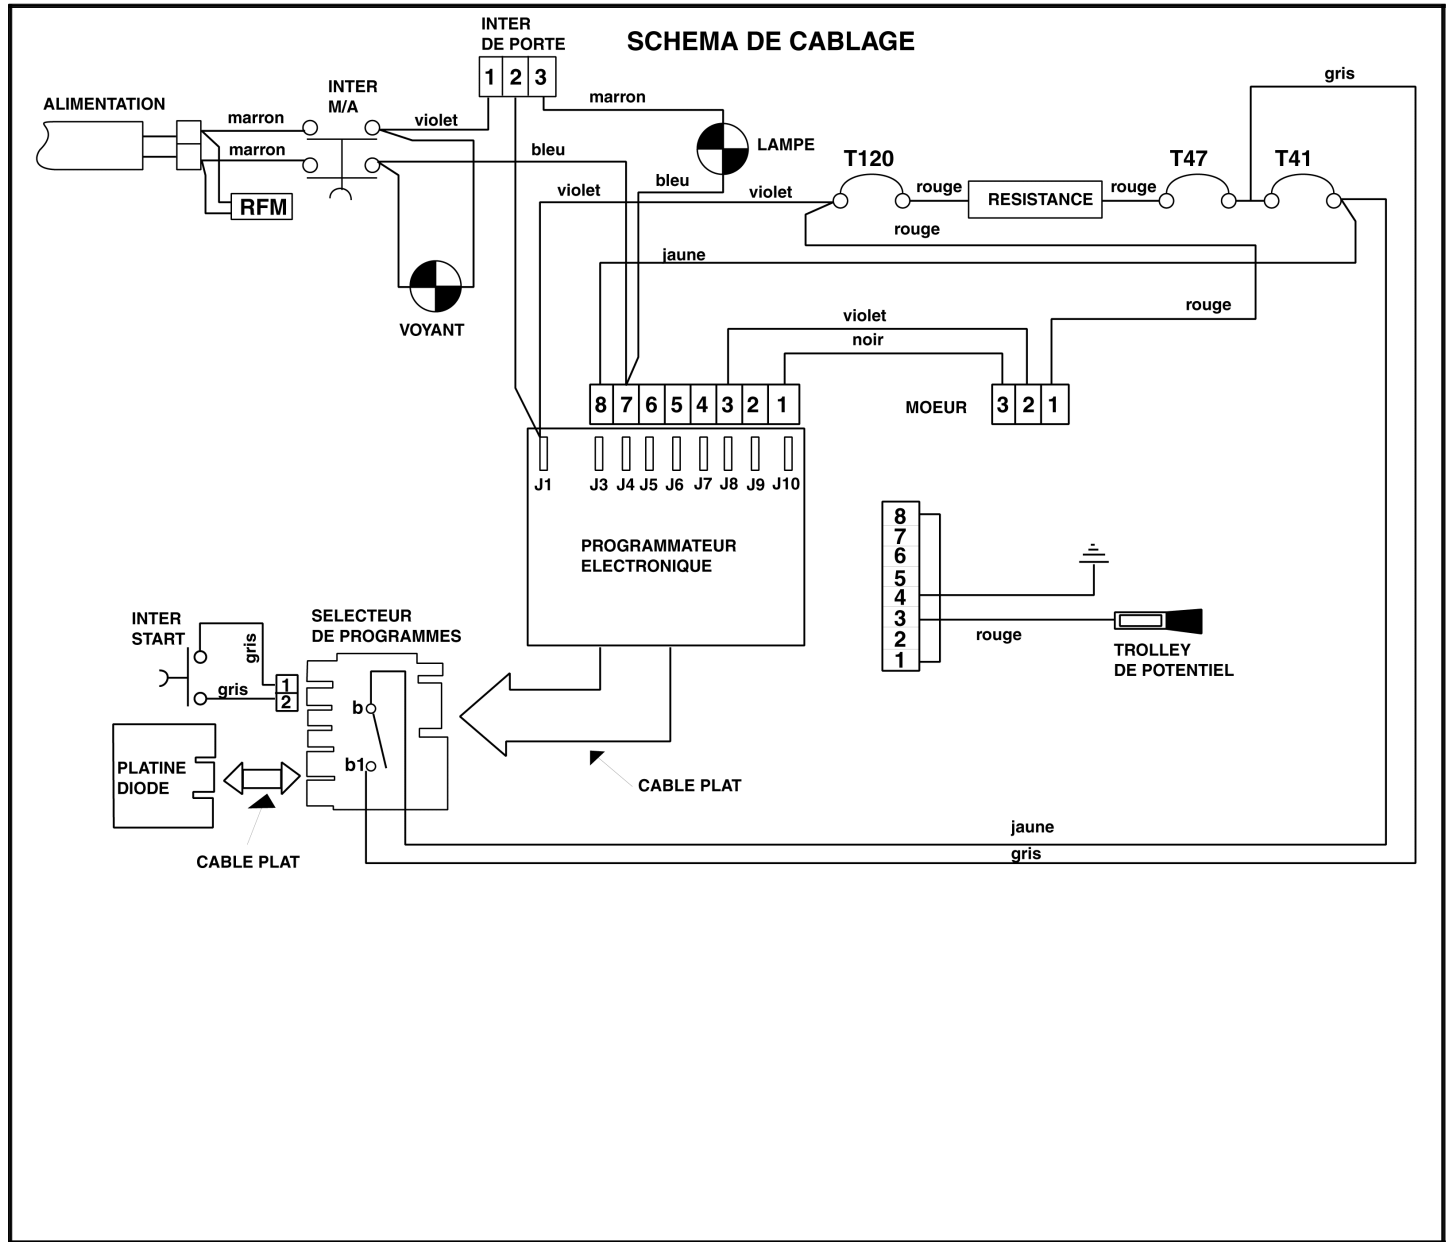 SCHEMA DE CABLAGE
INTER
DE PORTE
1 2 3
gris
ALIMENTATION
INTER
M/A
marron
violet
marron
LAMPE
marron
bleu
bleu
RFM
violet
violet
T120
rouge
RESISTANCE
rouge
T47
T41
rouge
jaune
VOYANT
rouge
violet
noir
8 7 6 5 4 3 2 1
MOEUR
3 2 1
J1 J3 J4 J5 J6 J7 J8 J9 J10
PROGRAMMATEUR
ELECTRONIQUE
8
7
6
5
4
3
2
1
rouge
TROLLEY
DE POTENTIEL
INTER
START
gris
gris
1
2
SELECTEUR
DE PROGRAMMES
b
b1
PLATINE
DIODE
CABLE PLAT
CABLE PLAT
jaune
gris